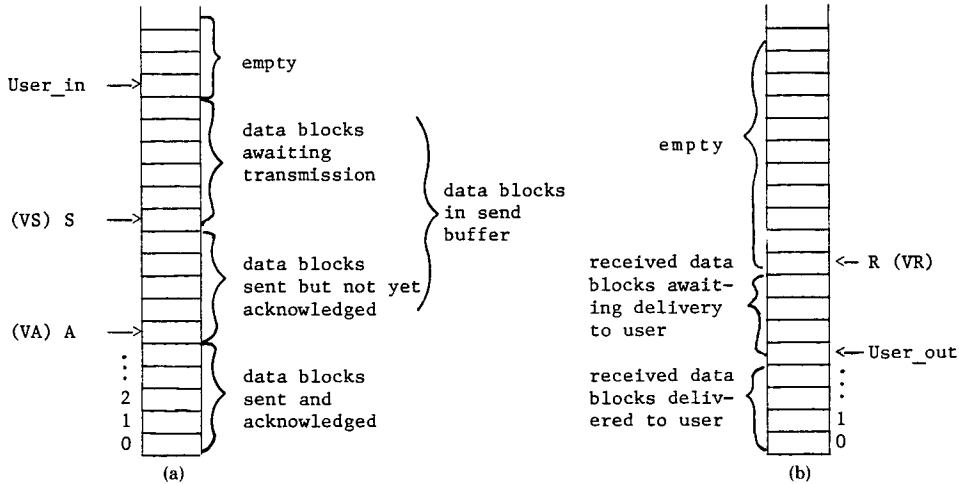 User_in
empty
data blocks
awaiting
transmission
data blocks
in send
buffer
(VS) S
data blocks
sent but not yet
acknowledged
(VA) A
2
1
0
data blocks
sent and
acknowledged
(a)
empty
R (VR)
received data
blocks await-
ing delivery
to user
User_out
received data
blocks deliv-
ered to user
1
0
(b)